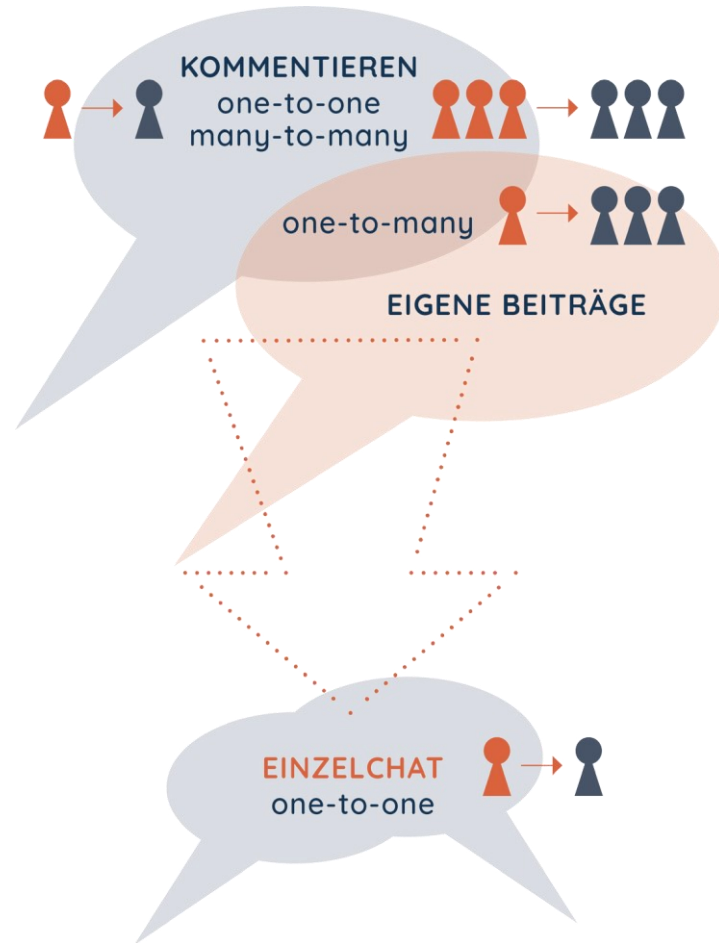 KOMMENTIEREN
one-to-one
many-to-many
one-to-many
EIGENE BEITRÄGE
EINZELCHAT
one-to-one